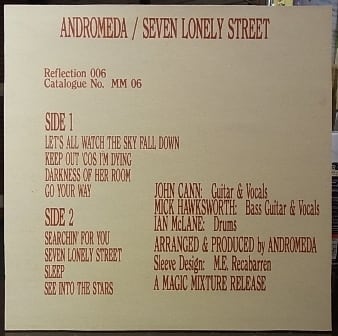 ANDROMEDA / SEVEN LONELY STREET
Reflection 006
Catalogue No. MM 06
SIDE 1
LET'S ALL WATCH THE SKY FALL DOWN
KEEP OUT 'COS I'M DYING
DARKNESS OF HER ROOM
GO YOUR WAY
SIDE 2
SEARCHIN' FOR YOU
SEVEN LONELY STREET
SLEEP
SEE INTO THE STARS
JOHN CANN: Guitar & Vocals
MICK HAWKSWORTH: Bass Guitar & Vocals
IAN McLANE: Drums
ARRANGED & PRODUCED by ANDROMEDA
Sleeve Design: M.E. Recabarren
A MAGIC MIXTURE RELEASE